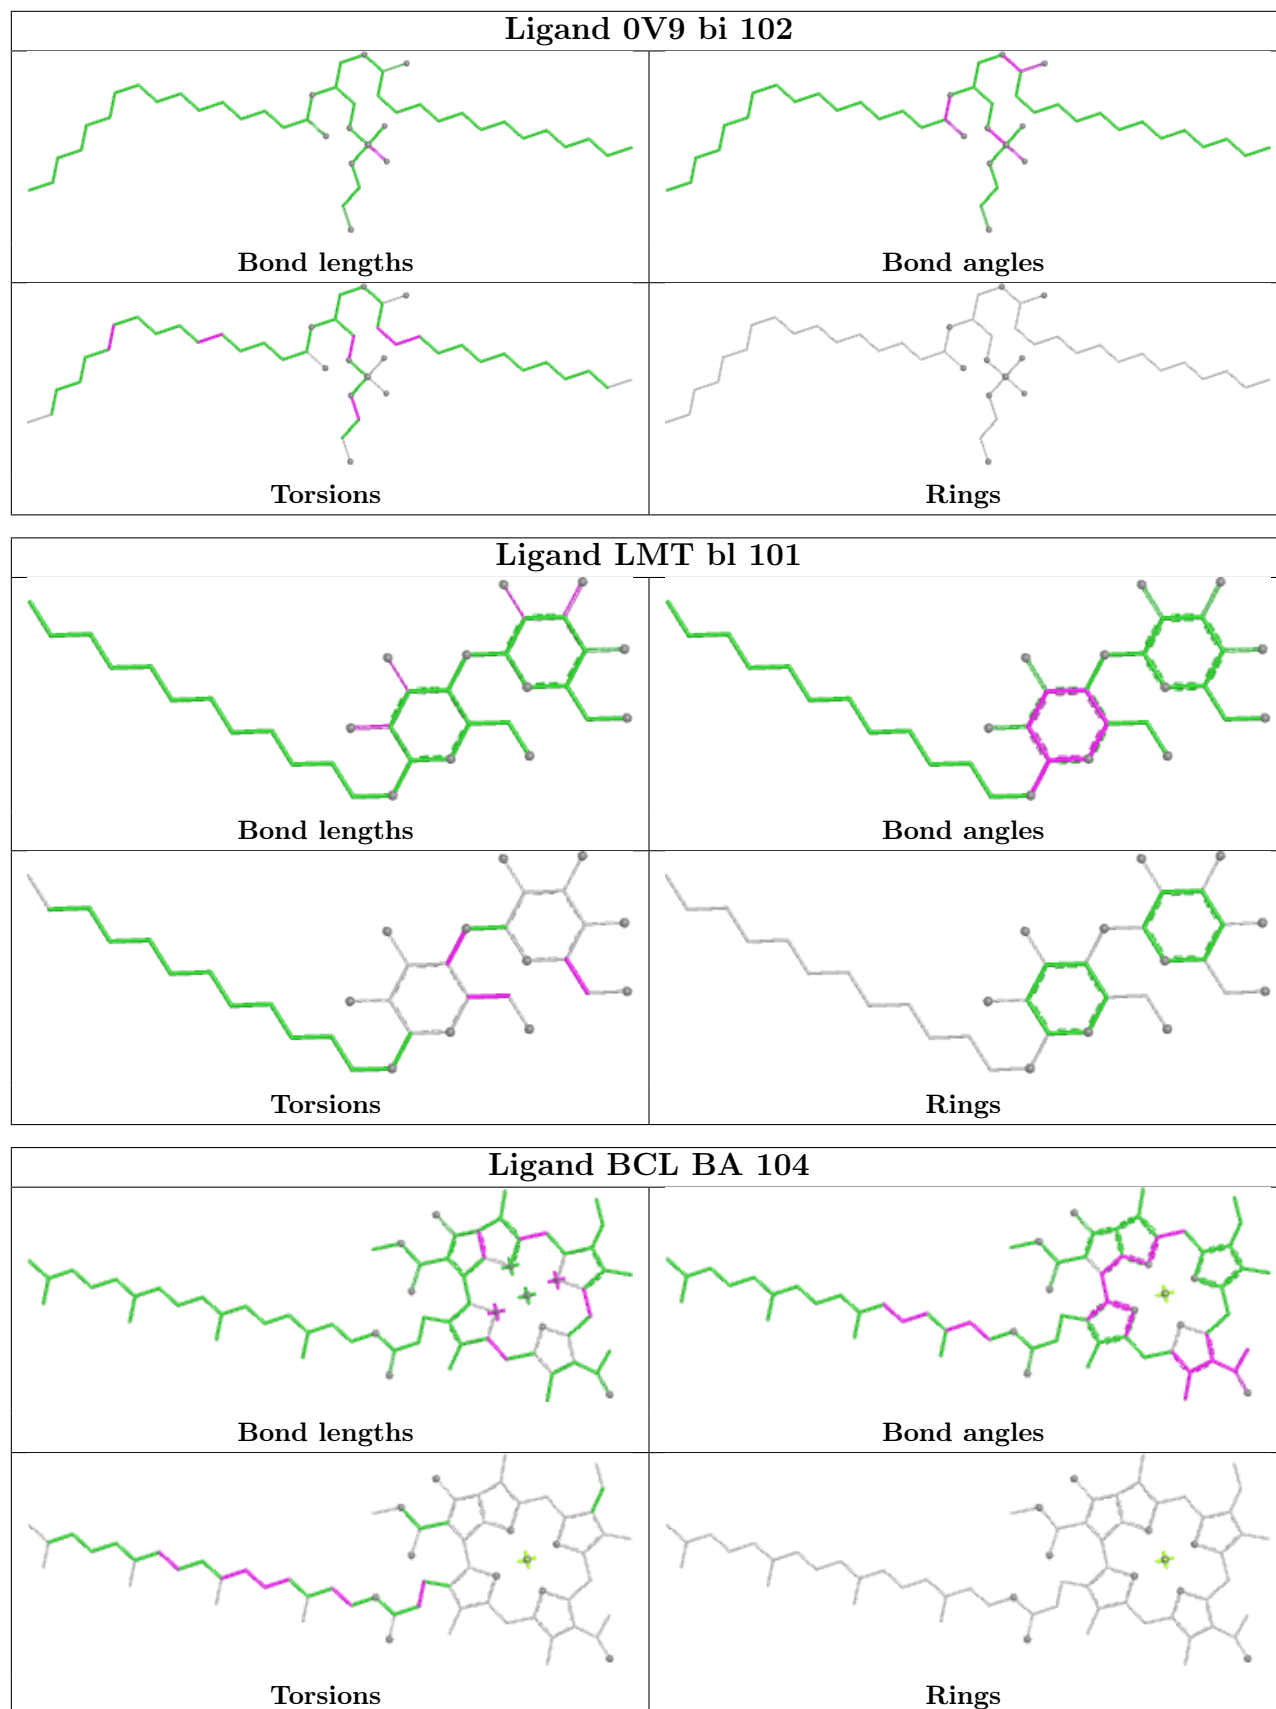 Ligand 0V9 bi 102
Bond lengths
Bond angles
Torsions
Rings
Ligand LMT bl 101
Bond lengths
Bond angles
Torsions
Rings
Ligand BCL BA 104
Bond lengths
Bond angles
Torsions
Rings